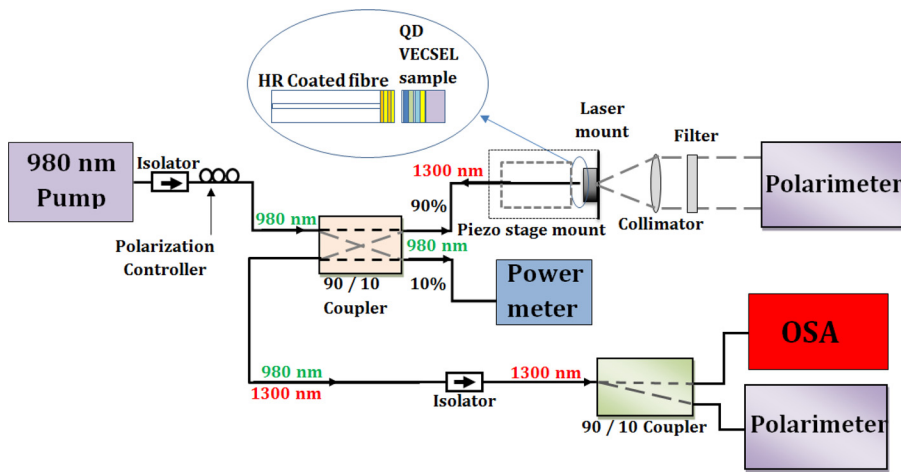 QD
VECSEL
sample
HR Coated fibre
Laser
mount
Filter
980 nm
Pump
Isolator
1300 nm
Polarimeter
90%
Piezo stage mount
Collimator
Polarization
Controller
980 nm
980 nm
10%
90 / 10
Coupler
Power
meter
OSA
980 nm
1300 nm
Isolator
1300 nm
90 / 10 Coupler
Polarimeter